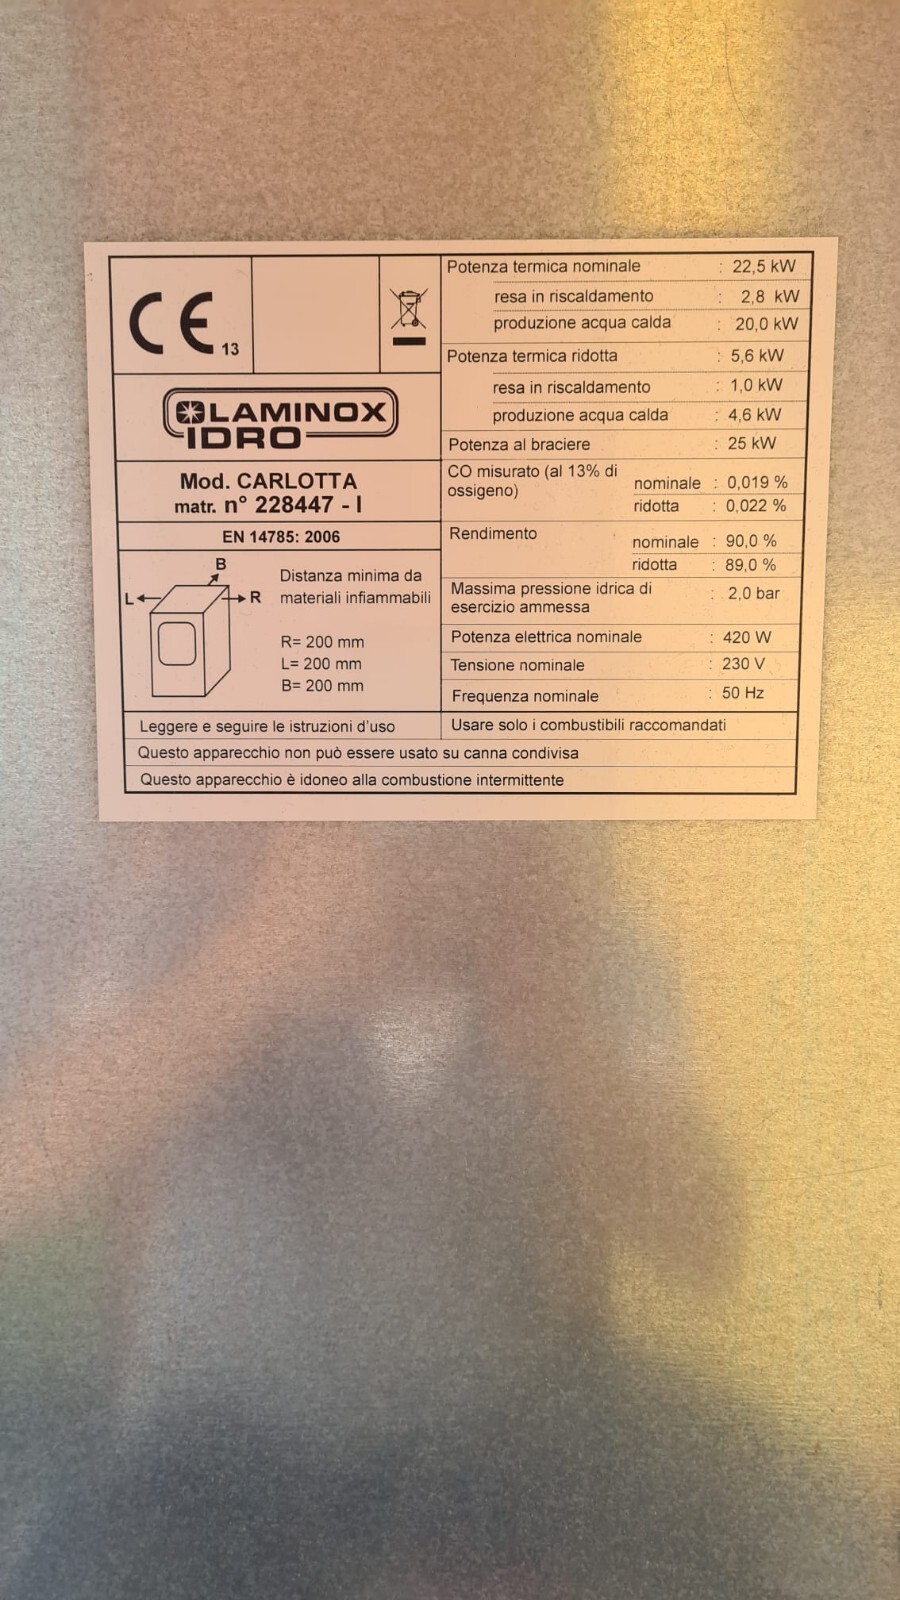 CE 13
LAMINOX
IDRO
Mod. CARLOTTA
matr. n° 228447 - I
EN 14785: 2006
B
L
R
Distanza minima da
materiali infiammabili
R= 200 mm
L= 200 mm
B= 200 mm
Potenza termica nominale : 22,5 kW
resa in riscaldamento : 2,8 kW
produzione acqua calda : 20,0 kW
Potenza termica ridotta : 5,6 kW
resa in riscaldamento : 1,0 kW
produzione acqua calda : 4,6 kW
Potenza al braciere : 25 kW
CO misurato (al 13% di
ossigeno)
nominale : 0,019 %
ridotta : 0,022 %
Rendimento
nominale : 90,0 %
ridotta : 89,0 %
Massima pressione idrica di
esercizio ammessa : 2,0 bar
Potenza elettrica nominale : 420 W
Tensione nominale : 230 V
Frequenza nominale : 50 Hz
Leggere e seguire le istruzioni d'uso
Usare solo i combustibili raccomandati
Questo apparecchio non può essere usato su canna condivisa
Questo apparecchio è idoneo alla combustione intermittente